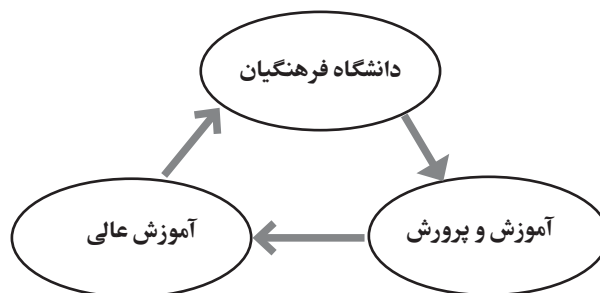 دانشگاه فرهنگیان
آموزش و پرورش
آموزش عالی